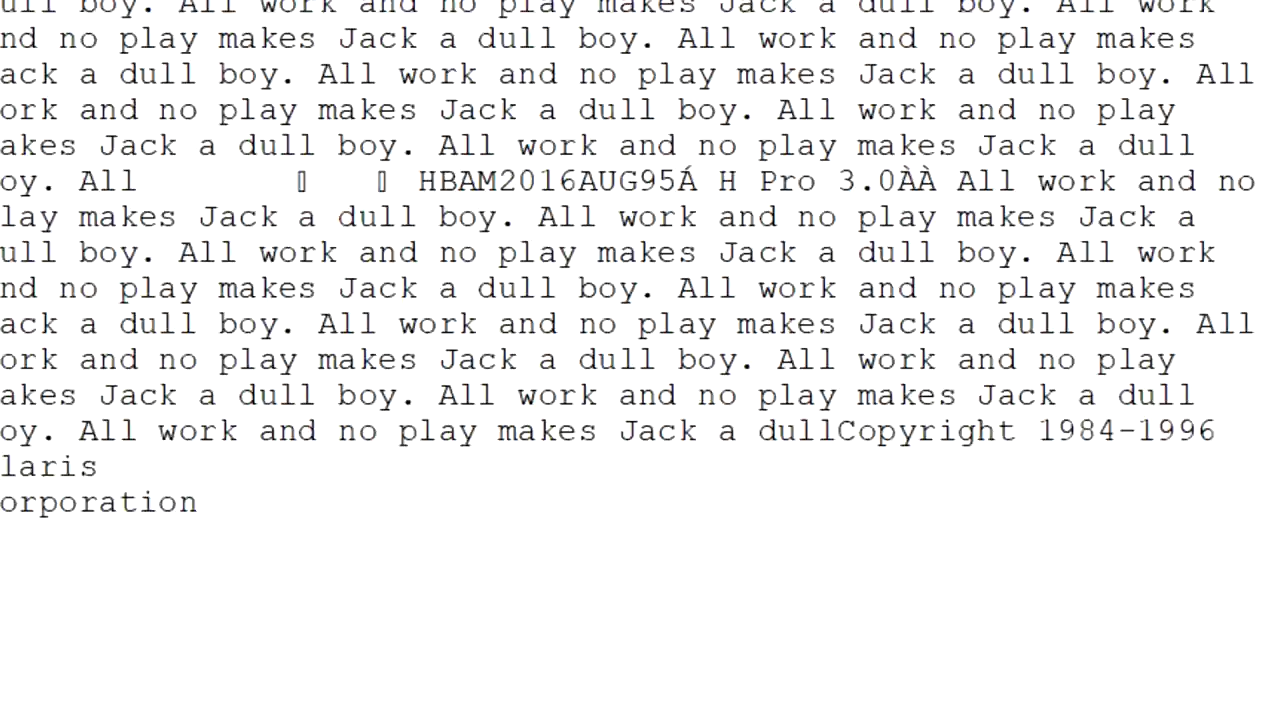 ull boy. All work and no play makes Jack a dull boy. All work
nd no play makes Jack a dull boy. All work and no play makes
ack a dull boy. All work and no play makes Jack a dull boy. All
ork and no play makes Jack a dull boy. All work and no play
akes Jack a dull boy. All work and no play makes Jack a dull
oy. All ▯ ▯ HBAM2016AUG95Á H Pro 3.0ÀÀ All work and no
lay makes Jack a dull boy. All work and no play makes Jack a
ull boy. All work and no play makes Jack a dull boy. All work
nd no play makes Jack a dull boy. All work and no play makes
ack a dull boy. All work and no play makes Jack a dull boy. All
ork and no play makes Jack a dull boy. All work and no play
akes Jack a dull boy. All work and no play makes Jack a dull
oy. All work and no play makes Jack a dullCopyright 1984-1996
laris
orporation